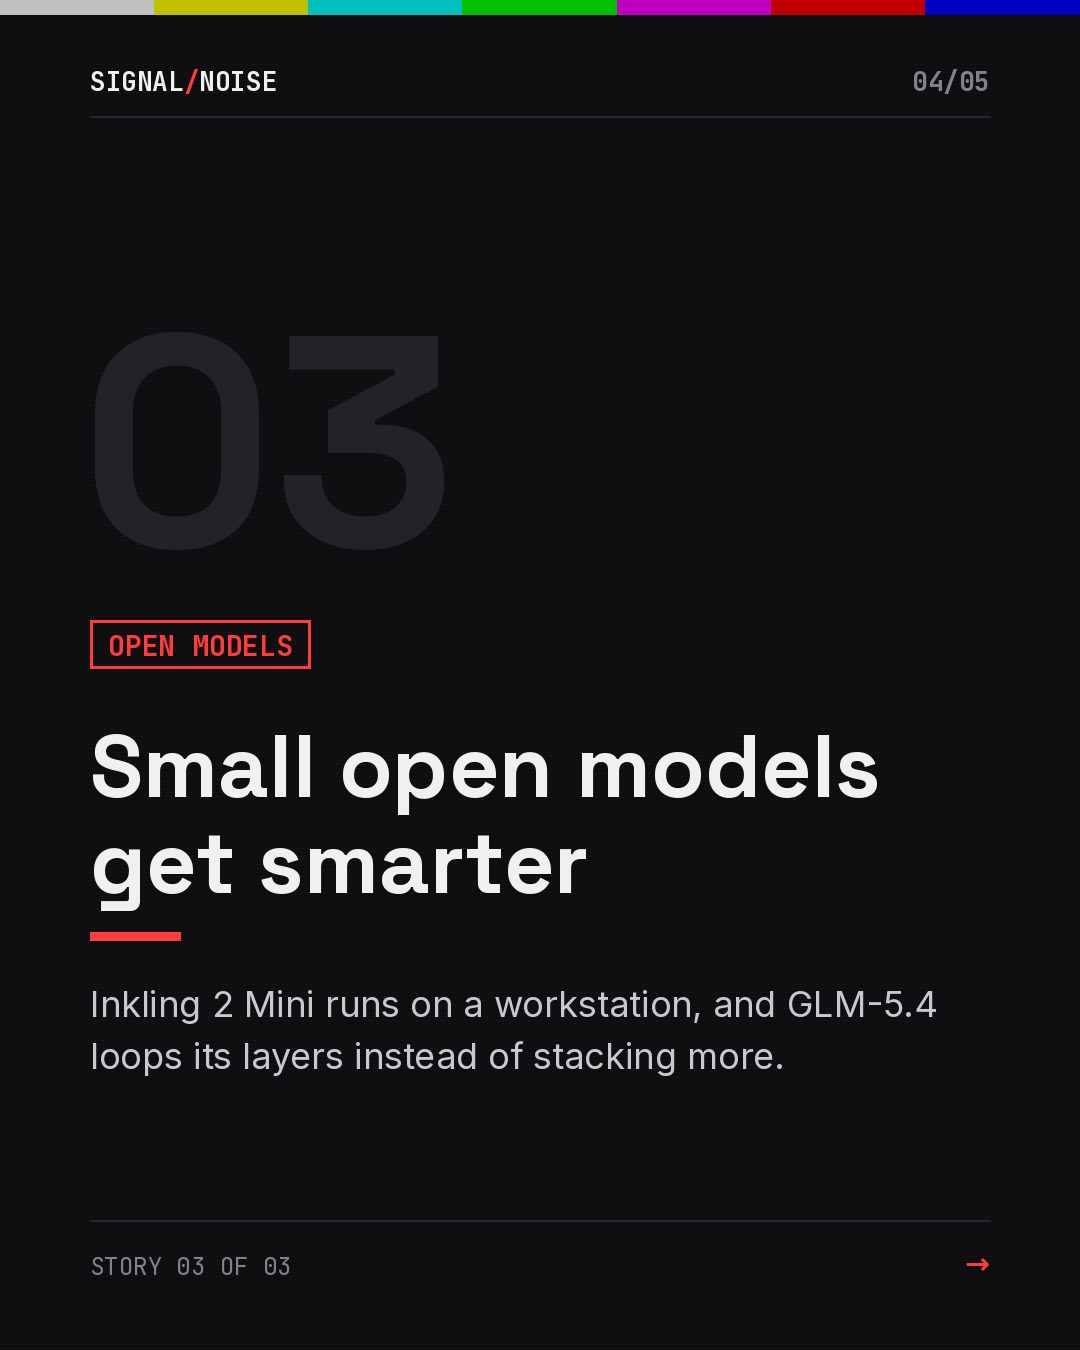 SIGNAL/NOISE
04/05
03
OPEN MODELS
Small open models
get smarter
Inkling 2 Mini runs on a workstation, and GLM-5.4
loops its layers instead of stacking more.
STORY 03 OF 03
→